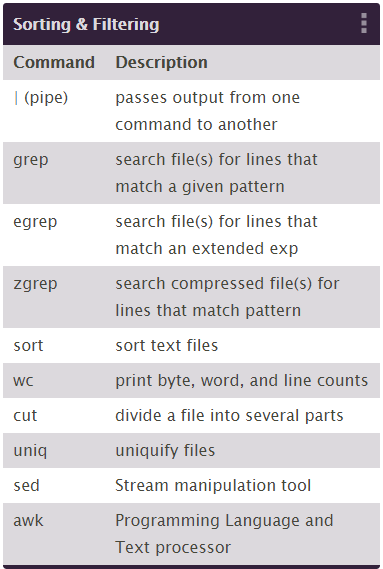 Sorting & Filtering
Command Description
| (pipe) passes output from one
command to another
grep search file(s) for lines that
match a given pattern
egrep search file(s) for lines that
match an extended exp
zgrep search compressed file(s) for
lines that match pattern
sort sort text files
wc print byte, word, and line counts
cut divide a file into several parts
uniq uniquify files
sed Stream manipulation tool
awk Programming Language and
Text processor